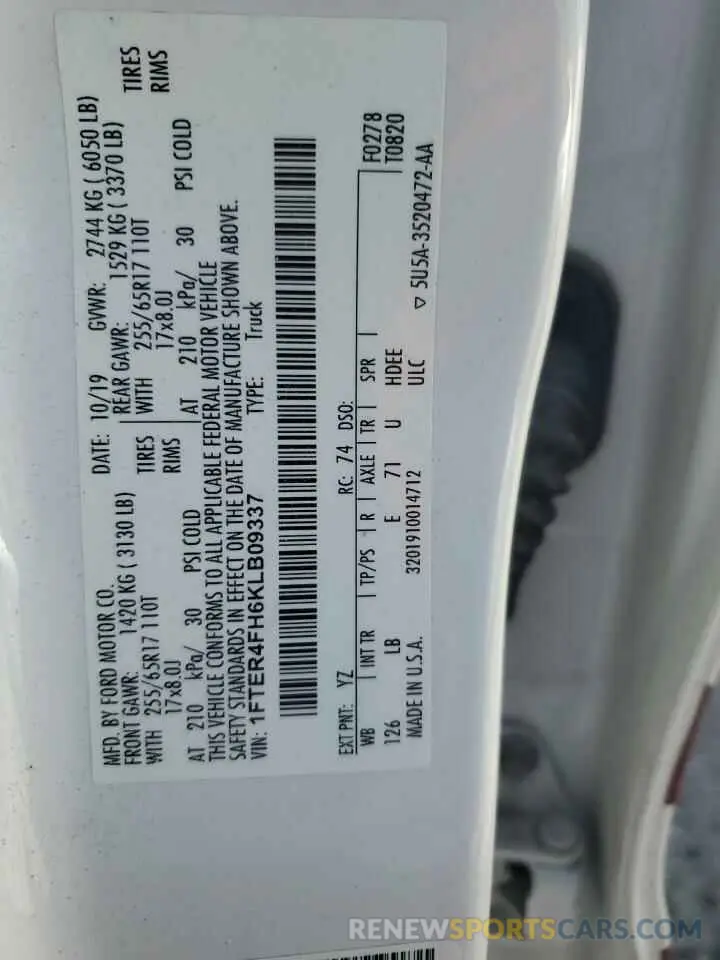 MFD. BY FORD MOTOR CO.
DATE: 10/19
GVWR: 2744 KG ( 6050 LB)
FRONT GAWR: 1420 KG ( 3130 LB)
REAR GAWR: 1529 KG ( 3370 LB)
WITH 255/65R17 110T TIRES
WITH 255/65R17 110T TIRES
17x8.0J RIMS
17x8.0J RIMS
AT 210 kPa/ 30 PSI COLD
AT 210 kPa/ 30 PSI COLD
THIS VEHICLE CONFORMS TO ALL APPLICABLE FEDERAL MOTOR VEHICLE
SAFETY STANDARDS IN EFFECT ON THE DATE OF MANUFACTURE SHOWN ABOVE.
VIN: 1FTER4FH6KLB09337
TYPE: Truck
EXT PNT: YZ RC: 74 DSO:
F0278
WB INT TR TP/PS R AXLE TR SPR
T0820
126 LB E 71 U HDEE
MADE IN U.S.A. 3201910014712 ULC
▽ 5U5A-3520472-AA
RENEWSPORTSCARS.COM